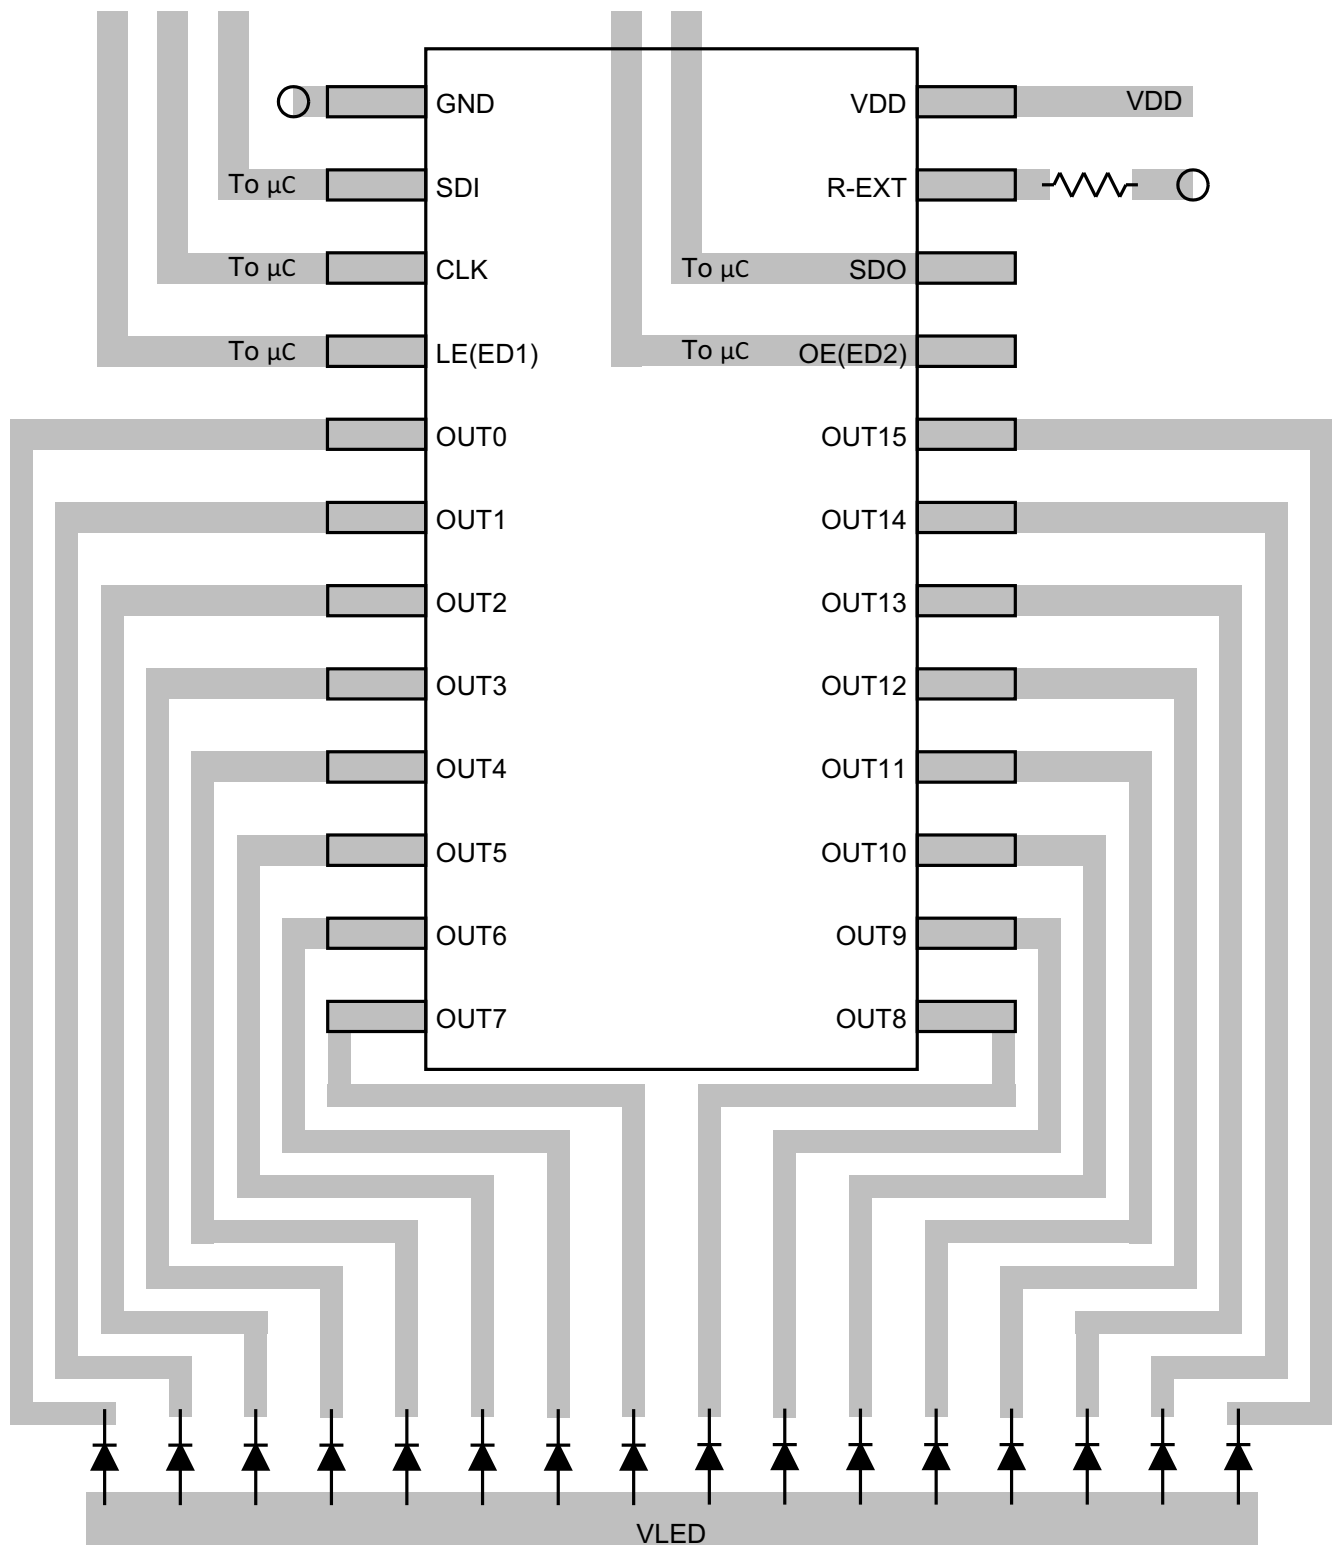 GND VDD VDD
To µC SDI R-EXT
To µC CLK To µC SDO
To µC LE(ED1) To µC OE(ED2)
OUT0 OUT15
OUT1 OUT14
OUT2 OUT13
OUT3 OUT12
OUT4 OUT11
OUT5 OUT10
OUT6 OUT9
OUT7 OUT8
VLED